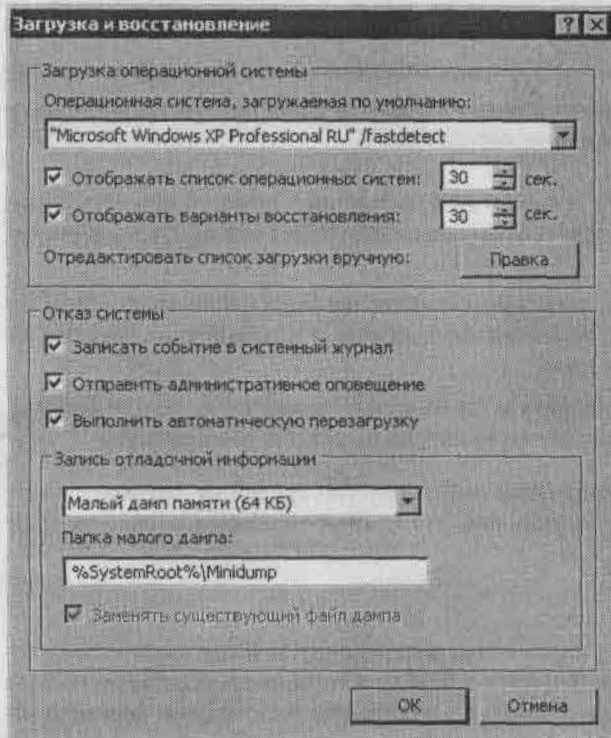 Загрузка и восстановление
Загрузка операционной системы
Операционная система, загружаемая по умолчанию:
"Microsoft Windows XP Professional RU" /fastdetect
Отображать список операционных систем: 30 сек.
Отображать варианты восстановления: 30 сек.
Отредактировать список загрузки вручную: Правка
Отказ системы
Записать событие в системный журнал
Отправить административное оповещение
Выполнить автоматическую перезагрузку
Запись отладочной информации
Малый дамп памяти (64 КБ)
Папка малого дампа:
%SystemRoot%\Minidump
Заменять существующий файл дампа
ОК Отмена